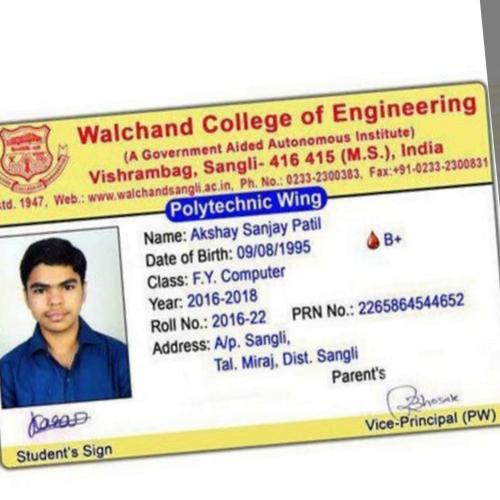 Walchand College of Engineering
(A Government Aided Autonomous Institute)
Vishrambag, Sangli- 416 415 (M.S.), India
td. 1947, Web.: www.walchandsangli.ac.in, Ph. No.: 0233-2300383, Fax:+91-0233-2300831
Polytechnic Wing
Name: Akshay Sanjay Patil
Date of Birth: 09/08/1995
B+
Class: F.Y. Computer
Year: 2016-2018
Roll No.: 2016-22 PRN No.: 2265864544652
Address: A/p. Sangli,
Tal. Miraj, Dist. Sangli
Parent's
Vice-Principal (PW)
Student's Sign